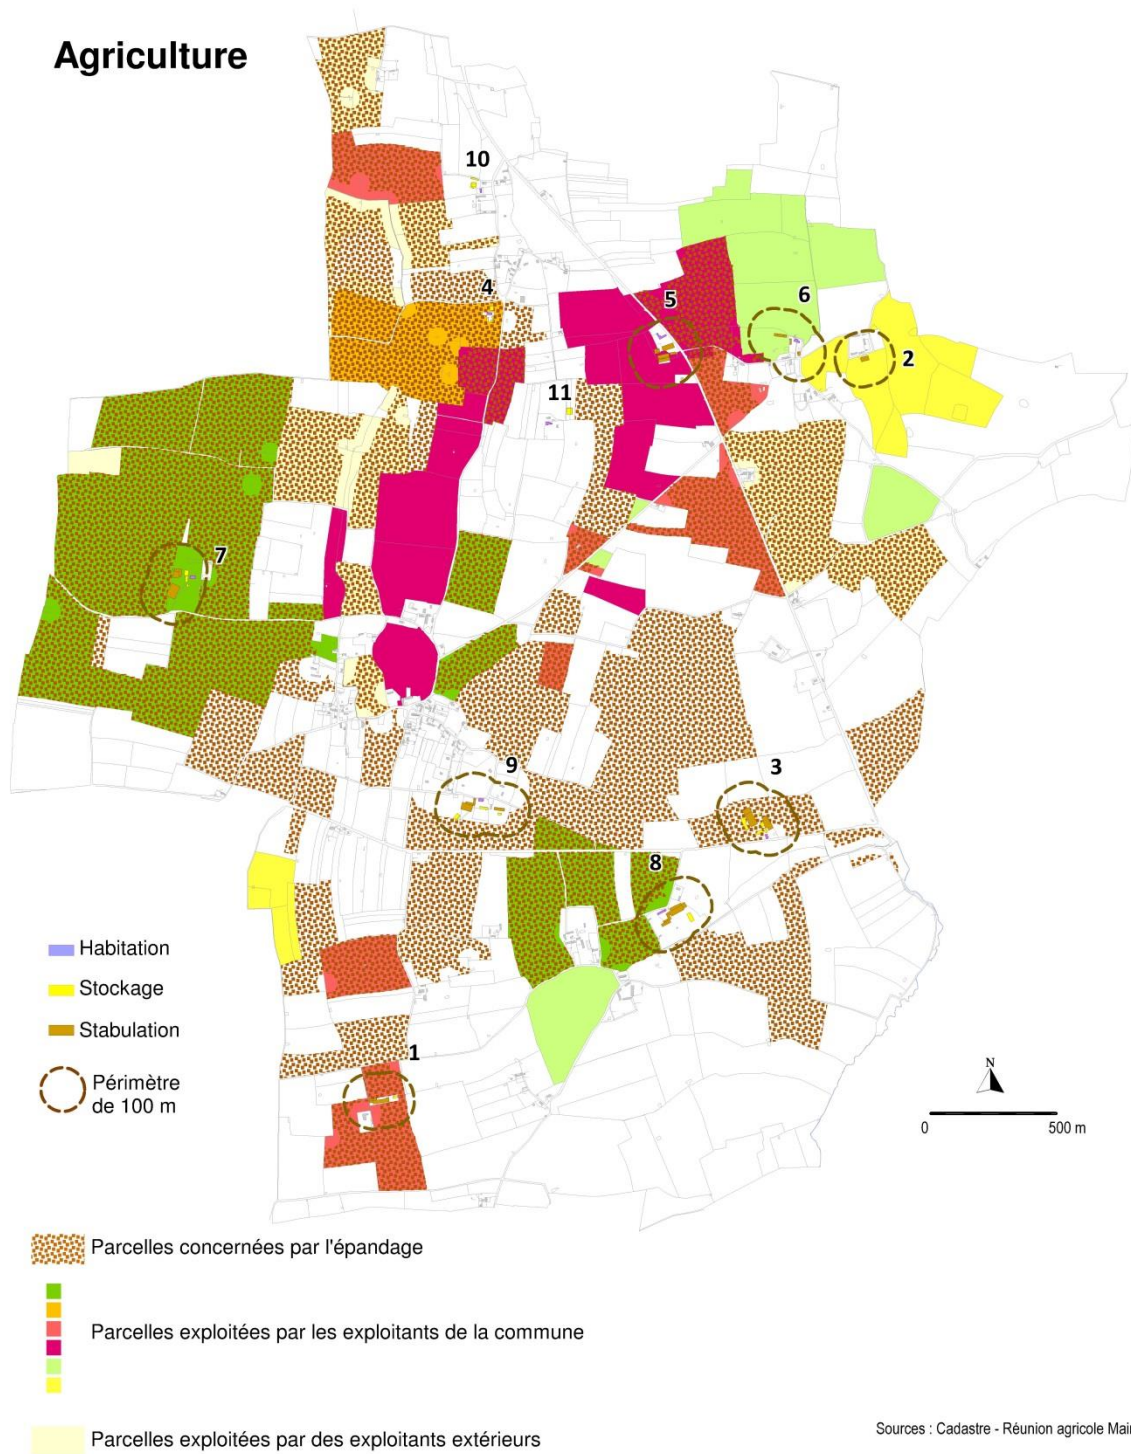 Agriculture
10
4
5
6
2
11
7
9
3
8
1
Habitation
Stockage
Stabulation
Périmètre
de 100 m
N
0 500 m
Parcelles concernées par l'épandage
Parcelles exploitées par les exploitants de la commune
Parcelles exploitées par des exploitants extérieurs
Sources : Cadastre - Réunion agricole Mair